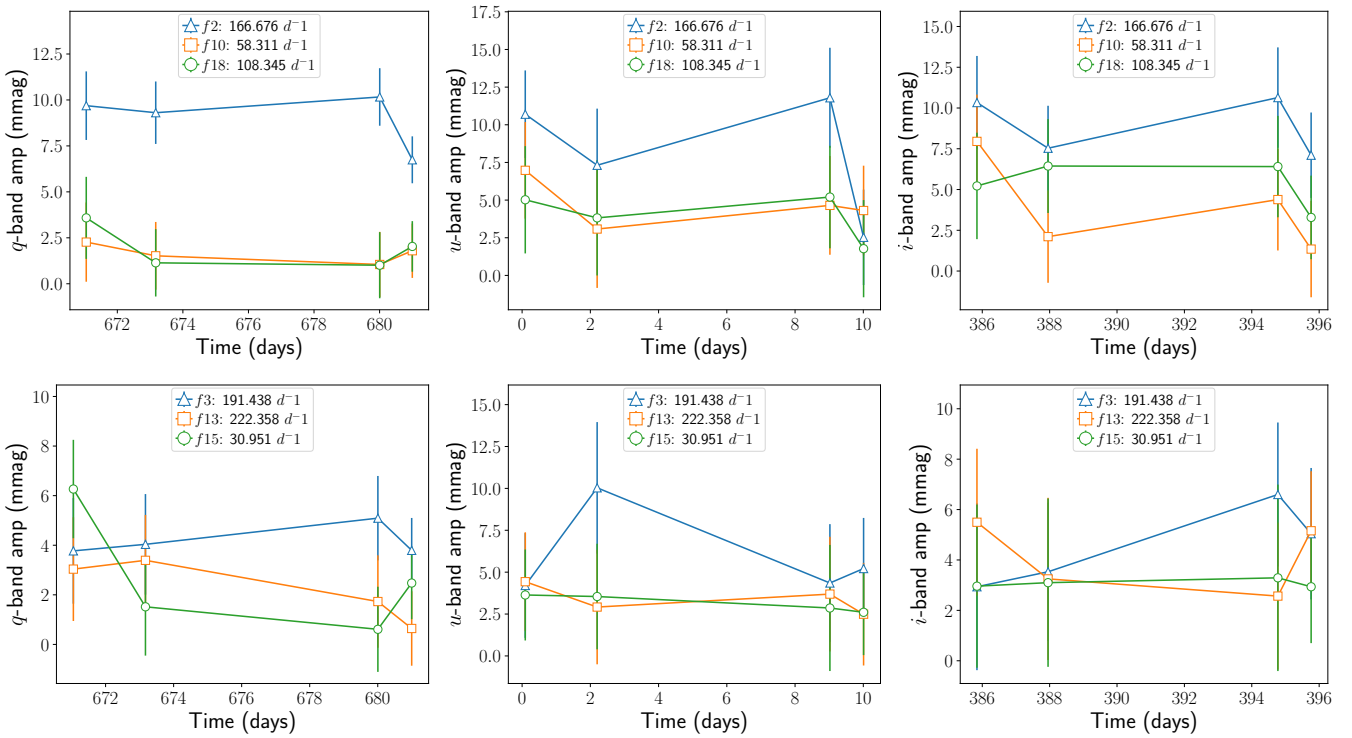 f2: 166.676 d⁻1
f10: 58.311 d⁻1
f18: 108.345 d⁻1
12.5
10.0
7.5
5.0
2.5
0.0
q-band amp (mmag)
672 674 676 678 680
Time (days)
f2: 166.676 d⁻1
f10: 58.311 d⁻1
f18: 108.345 d⁻1
17.5
15.0
12.5
10.0
7.5
5.0
2.5
0.0
u-band amp (mmag)
0 2 4 6 8 10
Time (days)
f2: 166.676 d⁻1
f10: 58.311 d⁻1
f18: 108.345 d⁻1
15.0
12.5
10.0
7.5
5.0
2.5
0.0
i-band amp (mmag)
386 388 390 392 394 396
Time (days)
f3: 191.438 d⁻1
f13: 222.358 d⁻1
f15: 30.951 d⁻1
10
8
6
4
2
0
q-band amp (mmag)
672 674 676 678 680
Time (days)
f3: 191.438 d⁻1
f13: 222.358 d⁻1
f15: 30.951 d⁻1
15.0
12.5
10.0
7.5
5.0
2.5
0.0
u-band amp (mmag)
0 2 4 6 8 10
Time (days)
f3: 191.438 d⁻1
f13: 222.358 d⁻1
f15: 30.951 d⁻1
10
8
6
4
2
0
i-band amp (mmag)
386 388 390 392 394 396
Time (days)